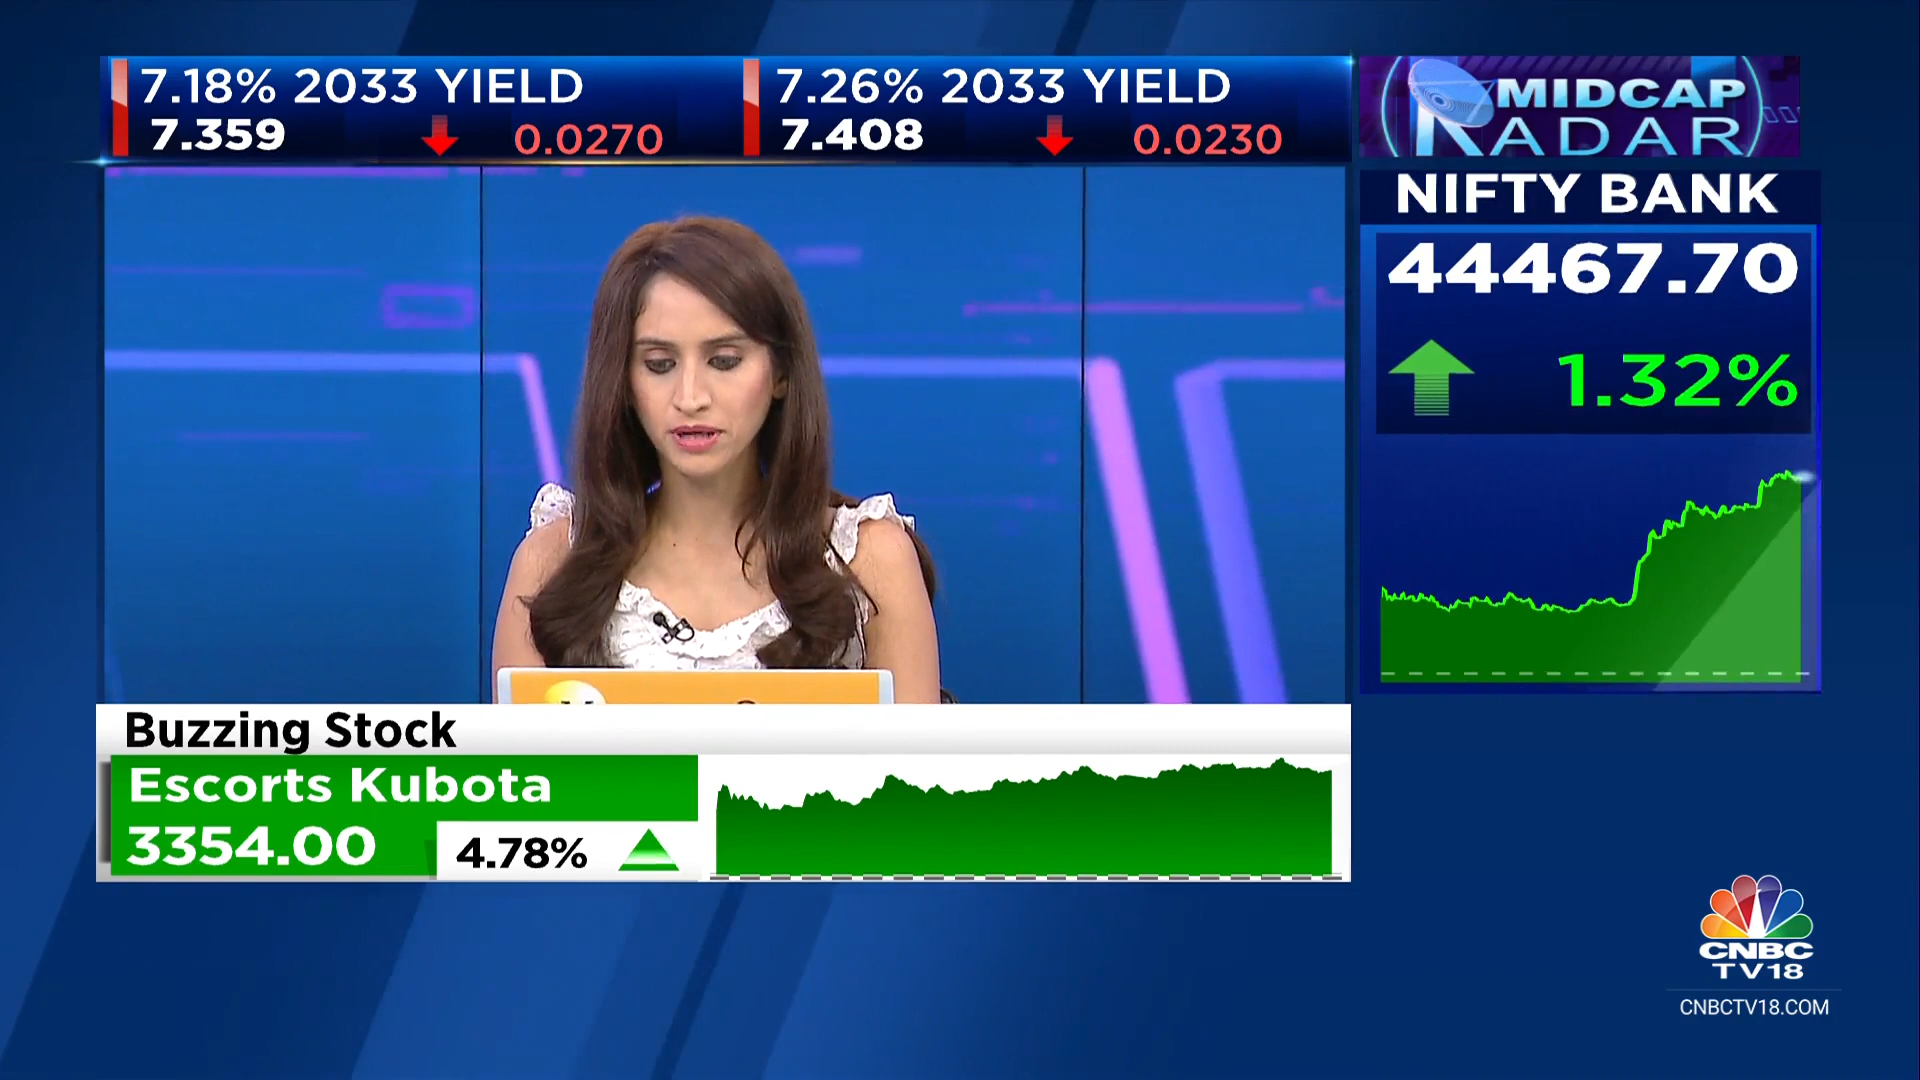 7.18% 2033 YIELD
7.359 0.0270
7.26% 2033 YIELD
7.408 0.0230
MIDCAP
RADAR
NIFTY BANK
44467.70
1.32%
Buzzing Stock
Escorts Kubota
3354.00
4.78%
CNBC
TV18
CNBCTV18.COM